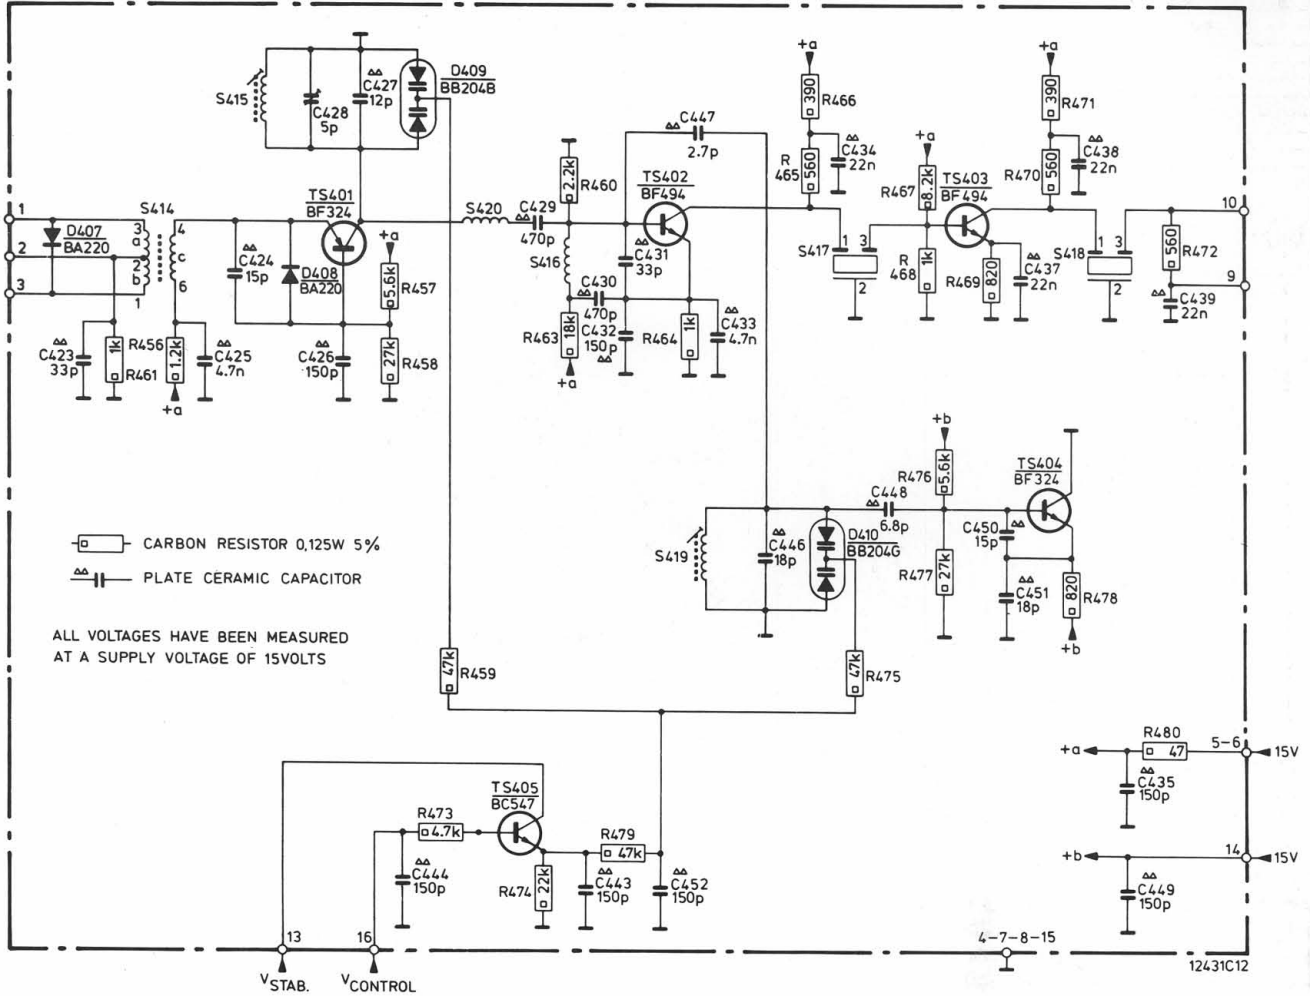 +a
+a
D409
BB204B
S415
C427
12p
C428
5p
390
R466
390
R471
C447
2.7p
+a
C434
22n
C438
22n
R
465
560
R470
560
2.2k
R460
TS402
BF494
R467
8.2k
TS403
BF494
TS401
BF324
1
S414
3
4
S420
C429
470p
10
D407
BA220
a
2
c
2
b
3
1
6
C424
15p
D408
BA220
+a
5.6k
R457
S416
C431
33p
C430
470p
S417
1
3
2
R
468
1k
R469
820
C437
22n
S418
1
3
2
560
R472
9
C439
22n
C423
33p
1k
R461
R456
1.2k
C425
4.7n
+a
C426
150p
27k
R458
R463
18k
+a
C432
150p
R464
1k
C433
4.7n
+b
R476
5.6k
TS404
BF324
C448
6.8p
CARBON RESISTOR 0,125W 5%
PLATE CERAMIC CAPACITOR
S419
C446
18p
D410
BB204G
C450
15p
R477
27k
C451
18p
820
R478
+b
ALL VOLTAGES HAVE BEEN MEASURED
AT A SUPPLY VOLTAGE OF 15VOLTS
47k
R459
47k
R475
+a
R480
47
5-6
15V
C435
150p
TS405
BC547
R473
4.7k
R479
47k
+b
14
15V
C444
150p
R474
22k
C443
150p
C452
150p
C449
150p
13
16
4-7-8-15
12431C12
VSTAB.
VCONTROL